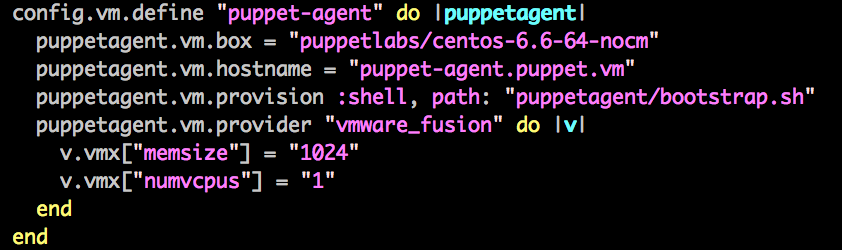 config.vm.define "puppet-agent" do |puppetagent|
  puppetagent.vm.box = "puppetlabs/centos-6.6-64-nocm"
  puppetagent.vm.hostname = "puppet-agent.puppet.vm"
  puppetagent.vm.provision :shell, path: "puppetagent/bootstrap.sh"
  puppetagent.vm.provider "vmware_fusion" do |v|
    v.vmx["memsize"] = "1024"
    v.vmx["numvcpus"] = "1"
  end
end